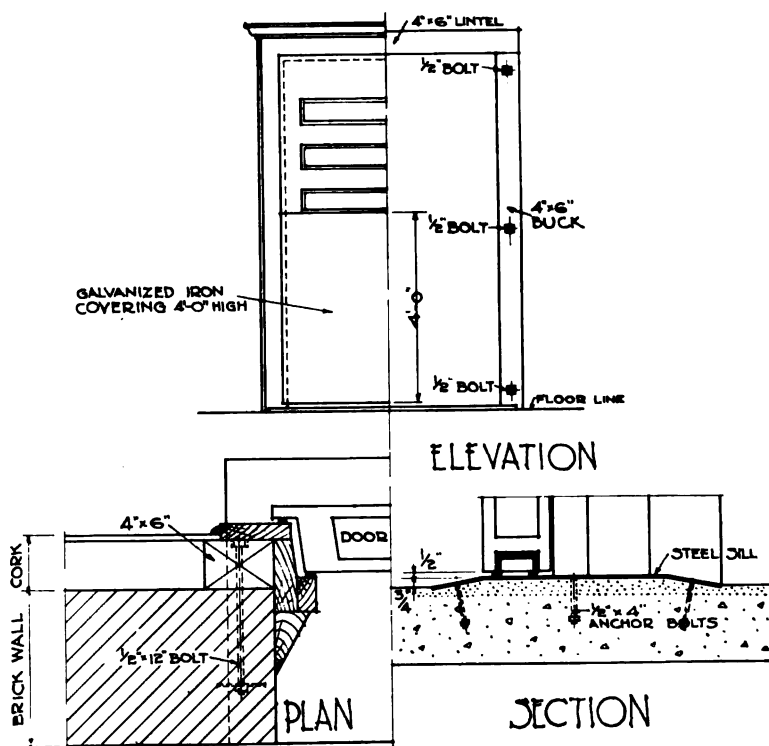 4"×6" LINTEL
1/2" BOLT
4"×6"
BUCK
1/2" BOLT
GALVANIZED IRON
COVERING 4'-0" HIGH
4'-0"
1/2" BOLT
FLOOR LINE
ELEVATION
4"×6"
DOOR
CORK
BRICK WALL
1/2"×12" BOLT
PLAN
1/2"
STEEL SILL
3/4
1/2" × 4"
ANCHOR BOLTS
SECTION